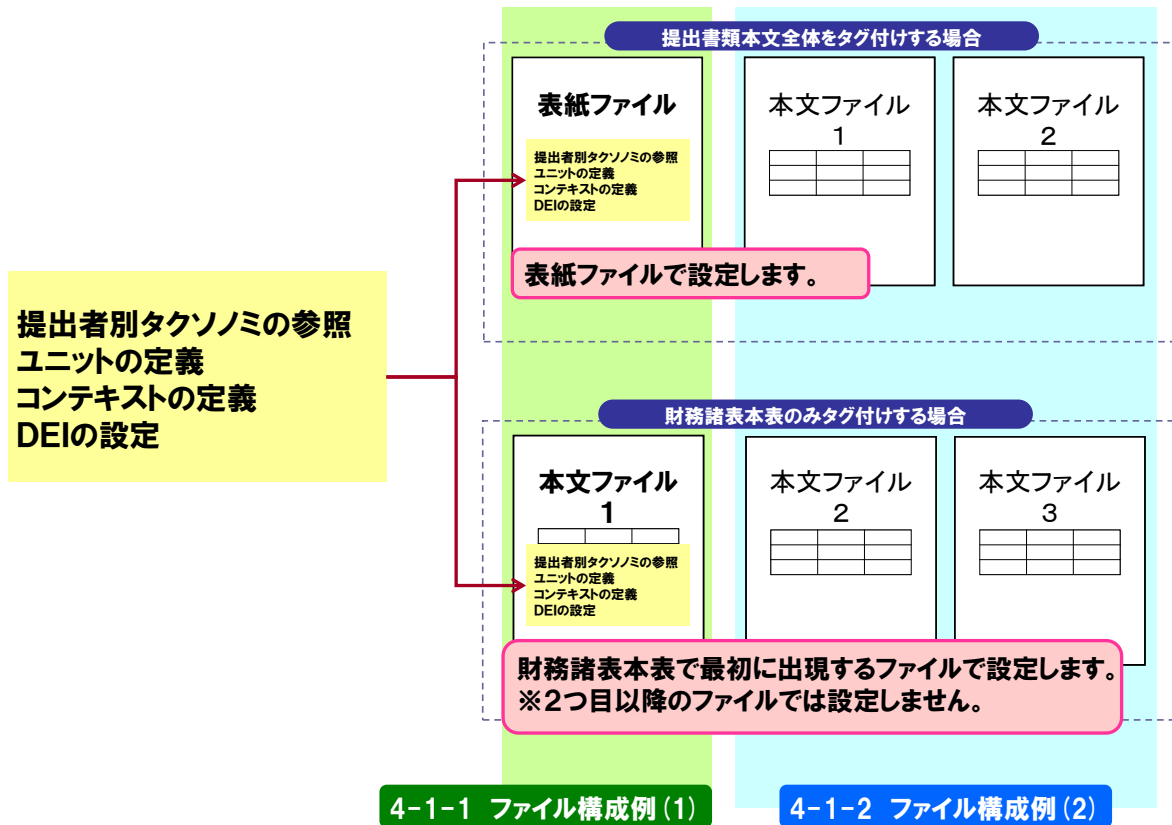 提出書類本文全体をタグ付けする場合
表紙ファイル
提出者別タクソノミの参照
ユニットの定義
コンテキストの定義
DEIの設定
本文ファイル
1
本文ファイル
2
表紙ファイルで設定します。
提出者別タクソノミの参照
ユニットの定義
コンテキストの定義
DEIの設定
財務諸表本表のみタグ付けする場合
本文ファイル
1
提出者別タクソノミの参照
ユニットの定義
コンテキストの定義
DEIの設定
本文ファイル
2
本文ファイル
3
財務諸表本表で最初に出現するファイルで設定します。
※2つ目以降のファイルでは設定しません。
4-1-1 ファイル構成例(1)
4-1-2 ファイル構成例(2)